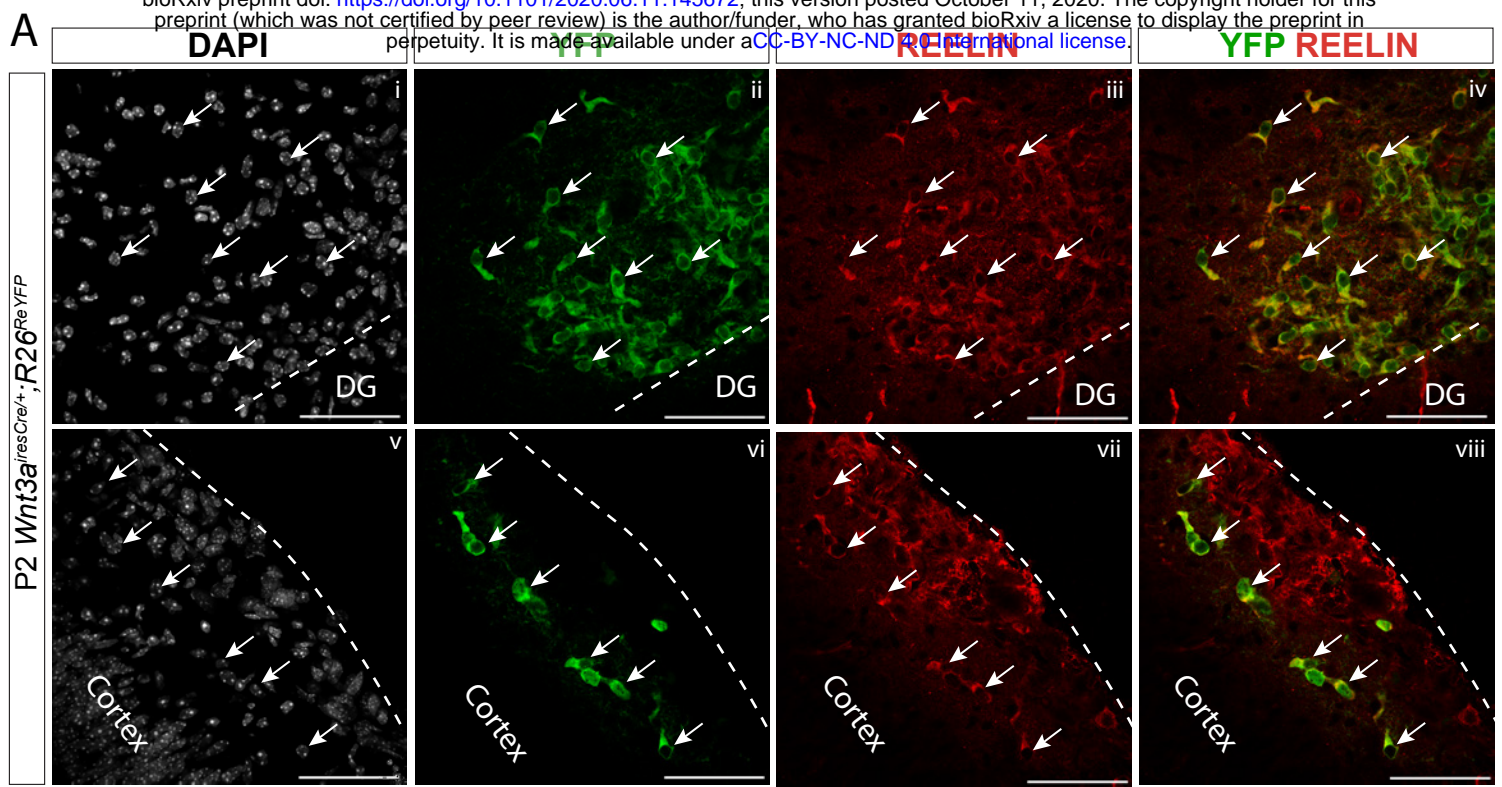 bioRxiv preprint doi: https://doi.org/10.1101/2020.06.11.145672; this version posted October 11, 2020. The copyright holder for this
preprint (which was not certified by peer review) is the author/funder, who has granted bioRxiv a license to display the preprint in
perpetuity. It is made available under aCC-BY-NC-ND 4.0 International license.
A
DAPI YFP REELIN YFP REELIN
P2 Wnt3a^iresCre/+;R26^ReYFP
i ii iii iv
DG DG DG DG
v vi vii viii
Cortex Cortex Cortex Cortex